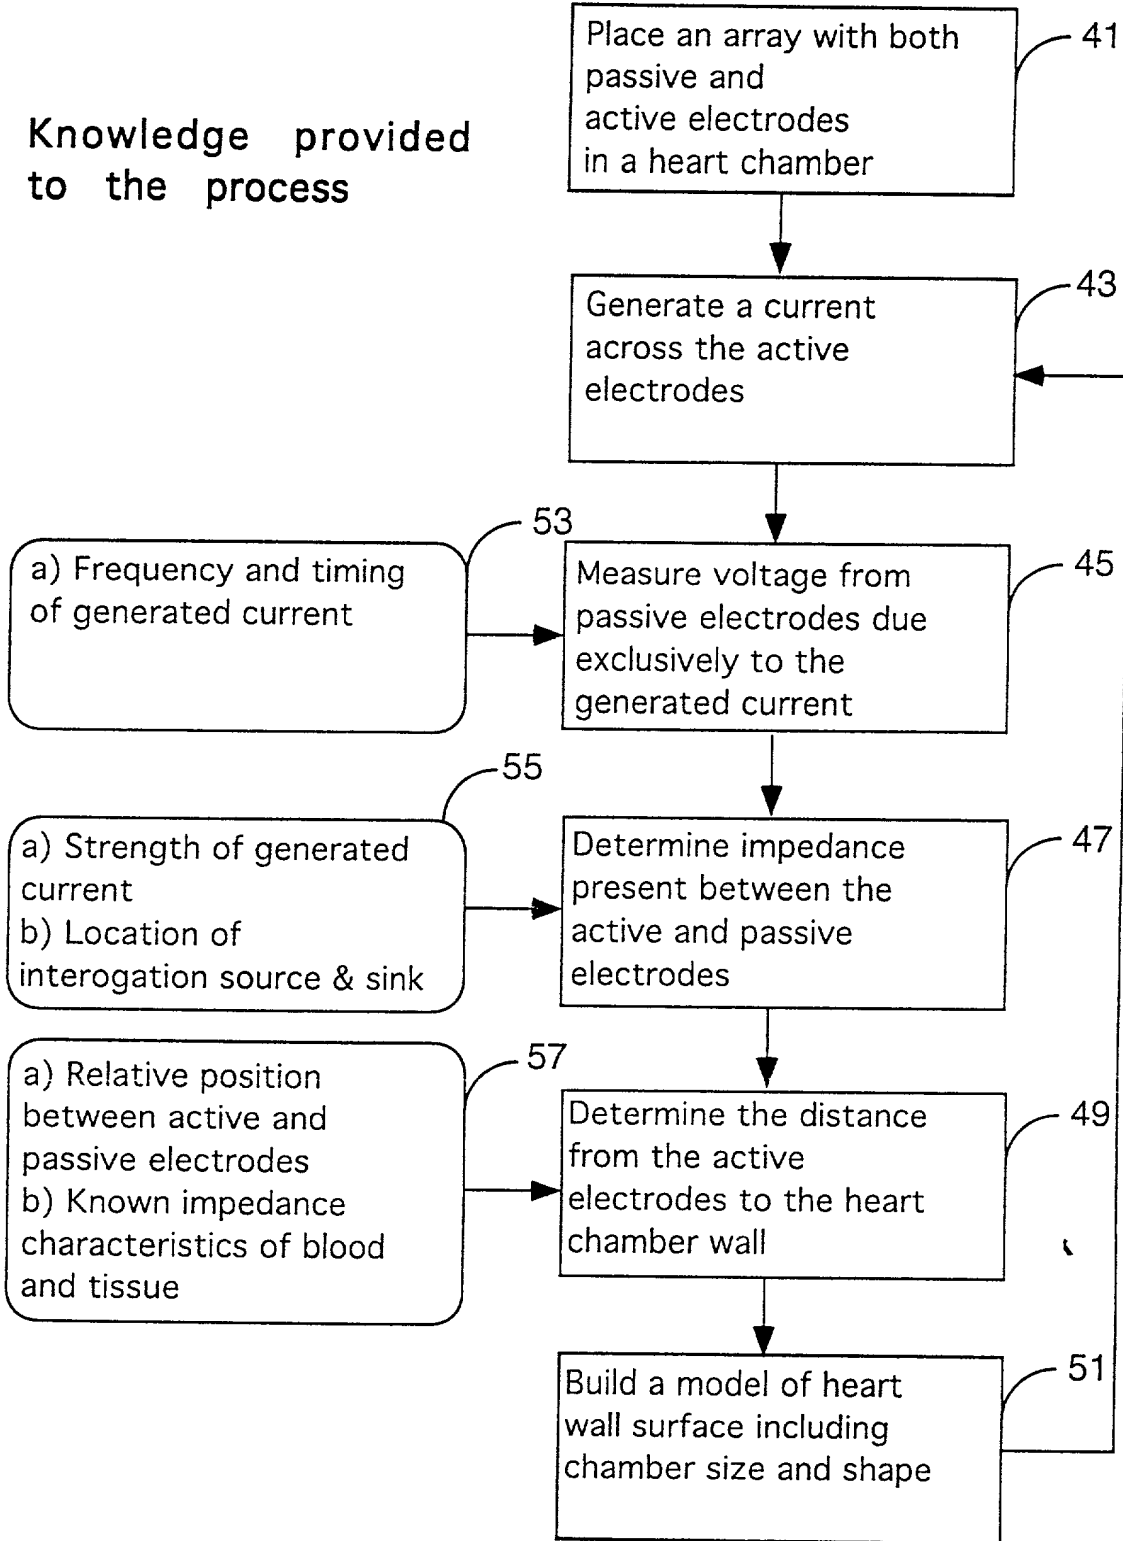 Place an array with both
passive and
active electrodes
in a heart chamber
41
Knowledge provided
to the process
Generate a current
across the active
electrodes
43
a) Frequency and timing
of generated current
53
Measure voltage from
passive electrodes due
exclusively to the
generated current
45
a) Strength of generated
current
b) Location of
interogation source & sink
55
Determine impedance
present between the
active and passive
electrodes
47
a) Relative position
between active and
passive electrodes
b) Known impedance
characteristics of blood
and tissue
57
Determine the distance
from the active
electrodes to the heart
chamber wall
49
Build a model of heart
wall surface including
chamber size and shape
51